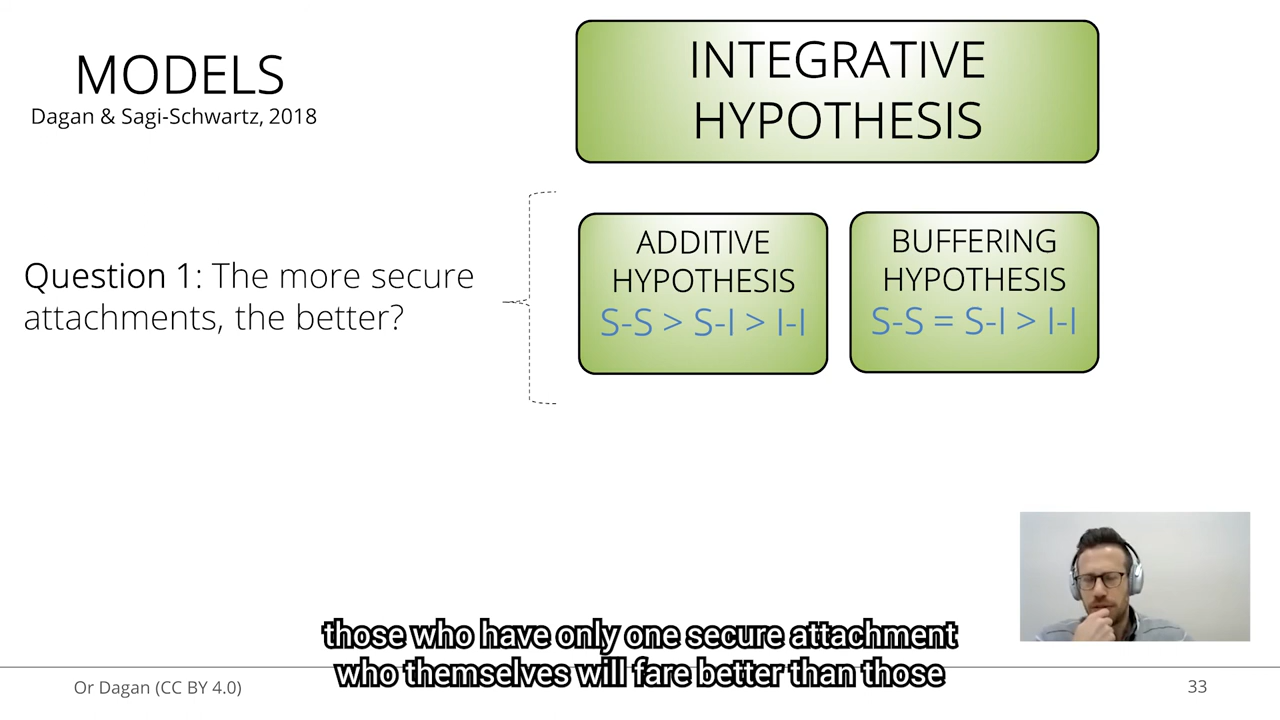 MODELS
Dagan & Sagi-Schwartz, 2018
INTEGRATIVE
HYPOTHESIS
Question 1: The more secure
attachments, the better?
ADDITIVE
HYPOTHESIS
S-S > S-I > I-I
BUFFERING
HYPOTHESIS
S-S = S-I > I-I
those who have only one secure attachment
who themselves will fare better than those
Or Dagan (CC BY 4.0)
33